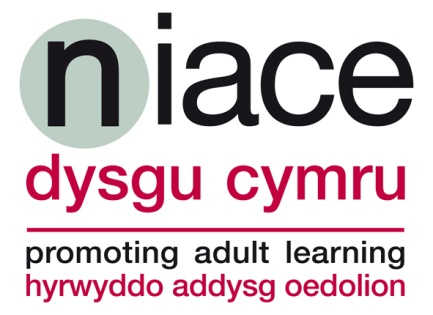 niace
dysgu cymru
promoting adult learning
hyrwyddo addysg oedolion